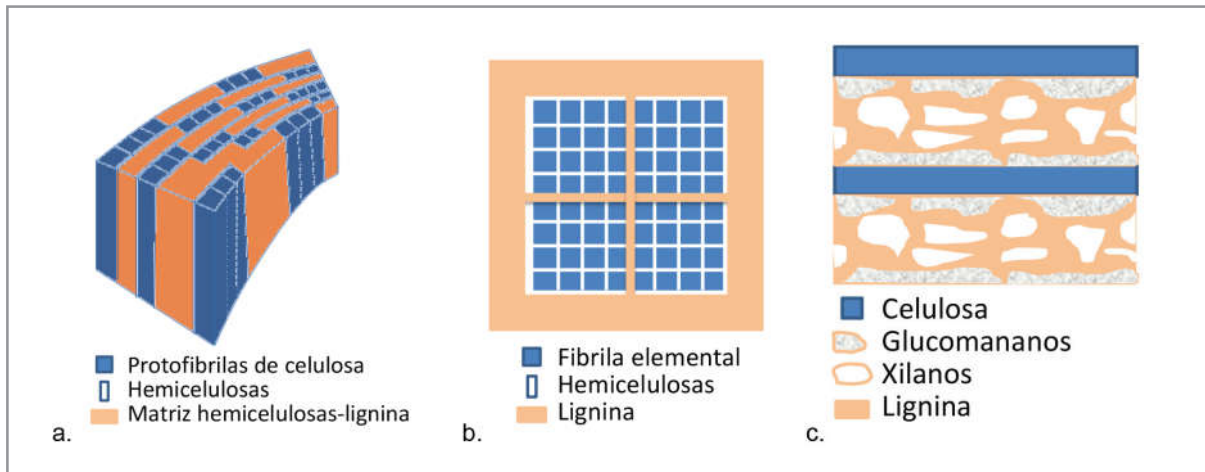 Protofibrilas de celulosa
Hemicelulosas
Matriz hemicelulosas-lignina
a.
Fibrila elemental
Hemicelulosas
Lignina
b.
Celulosa
Glucomananos
Xilanos
Lignina
c.